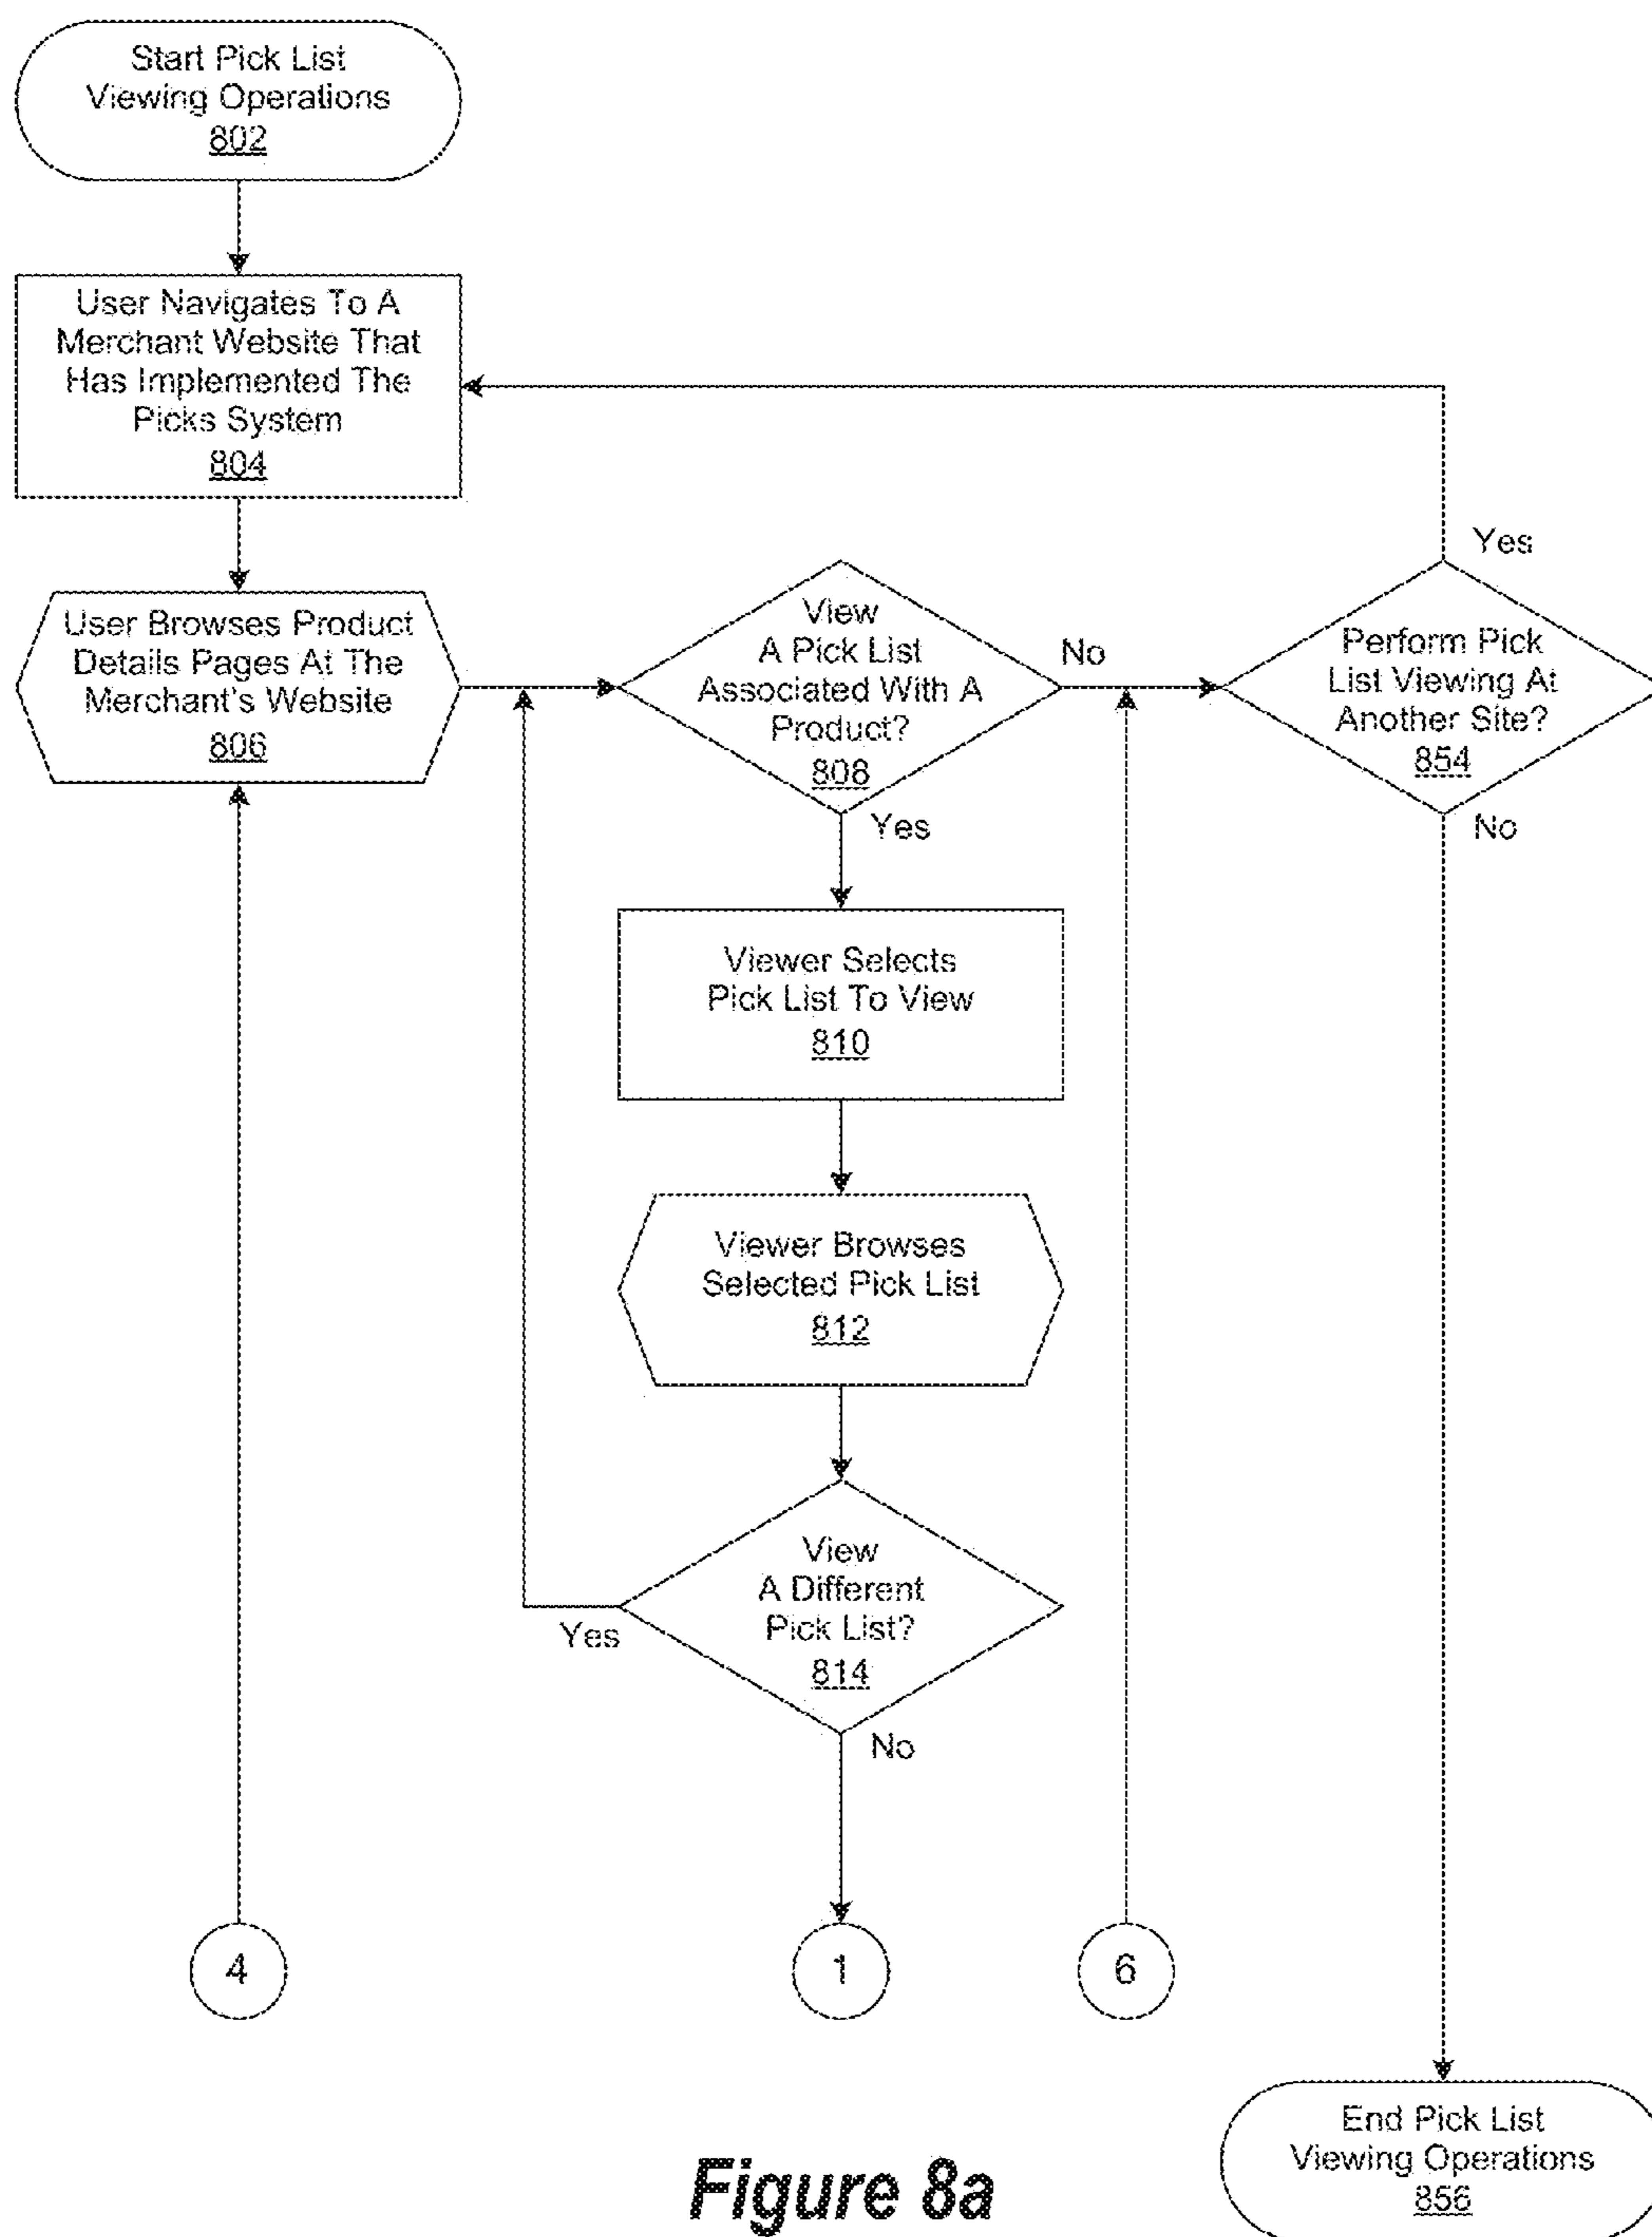 Start Pick List
Viewing Operations
802
User Navigates To A
Merchant Website That
Has Implemented The
Picks System
804
User Browses Product
Details Pages At The
Merchant's Website
806
View
A Pick List
Associated With A
Product?
808
No
Yes
Yes
Perform Pick
List Viewing At
Another Site?
854
No
Viewer Selects
Pick List To View
810
Viewer Browses
Selected Pick List
812
View
A Different
Pick List?
814
Yes
No
4
1
6
End Pick List
Viewing Operations
856
Figure 8a